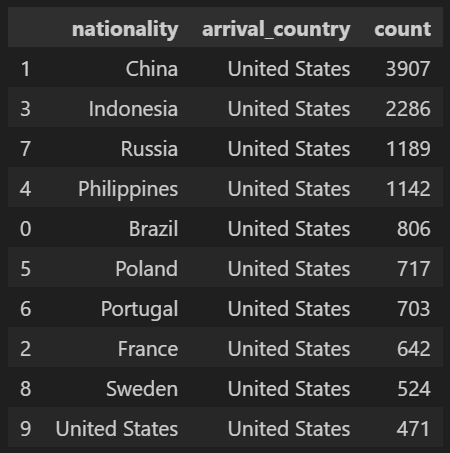 nationality arrival_country count
1 China United States 3907
3 Indonesia United States 2286
7 Russia United States 1189
4 Philippines United States 1142
0 Brazil United States 806
5 Poland United States 717
6 Portugal United States 703
2 France United States 642
8 Sweden United States 524
9 United States United States 471